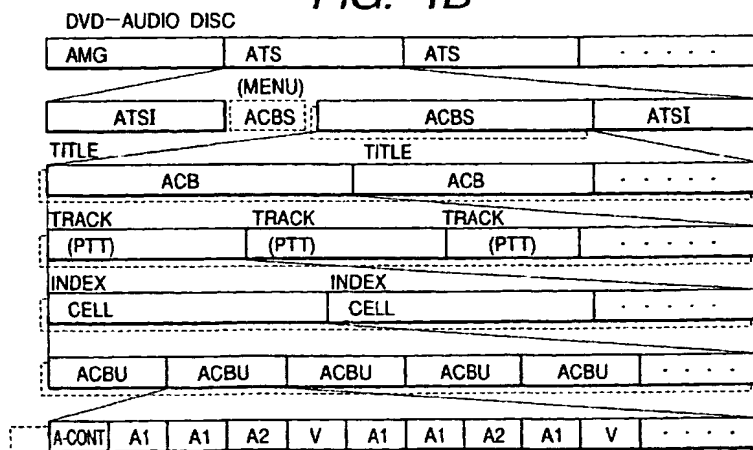 FIG. 1B
DVD-AUDIO DISC
AMG ATS ATS . . . . .
(MENU)
ATSI ACBS ACBS ATSI
TITLE TITLE
ACB ACB . . . . .
TRACK TRACK TRACK
(PTT) (PTT) (PTT) . . . . .
INDEX INDEX
CELL CELL . . . . .
ACBU ACBU ACBU ACBU ACBU . . . .
A-CONT A1 A1 A2 V A1 A1 A2 A1 V . . . . .